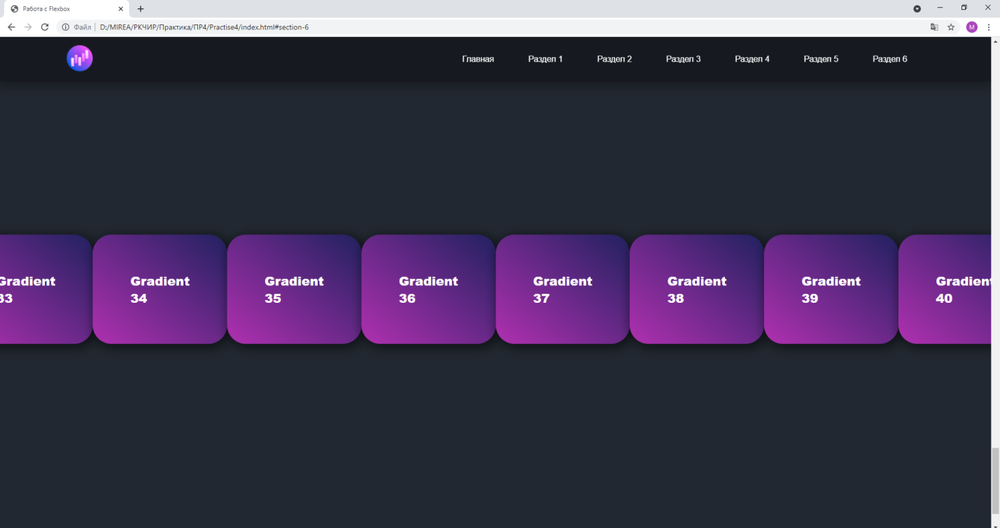 Работа с Flexbox
Файл D:/MIREA/РКЧИР/Практика/ПР4/Practise4/index.html#section-6
M
Главная Раздел 1 Раздел 2 Раздел 3 Раздел 4 Раздел 5 Раздел 6
Gradient
33
Gradient
34
Gradient
35
Gradient
36
Gradient
37
Gradient
38
Gradient
39
Gradient
40